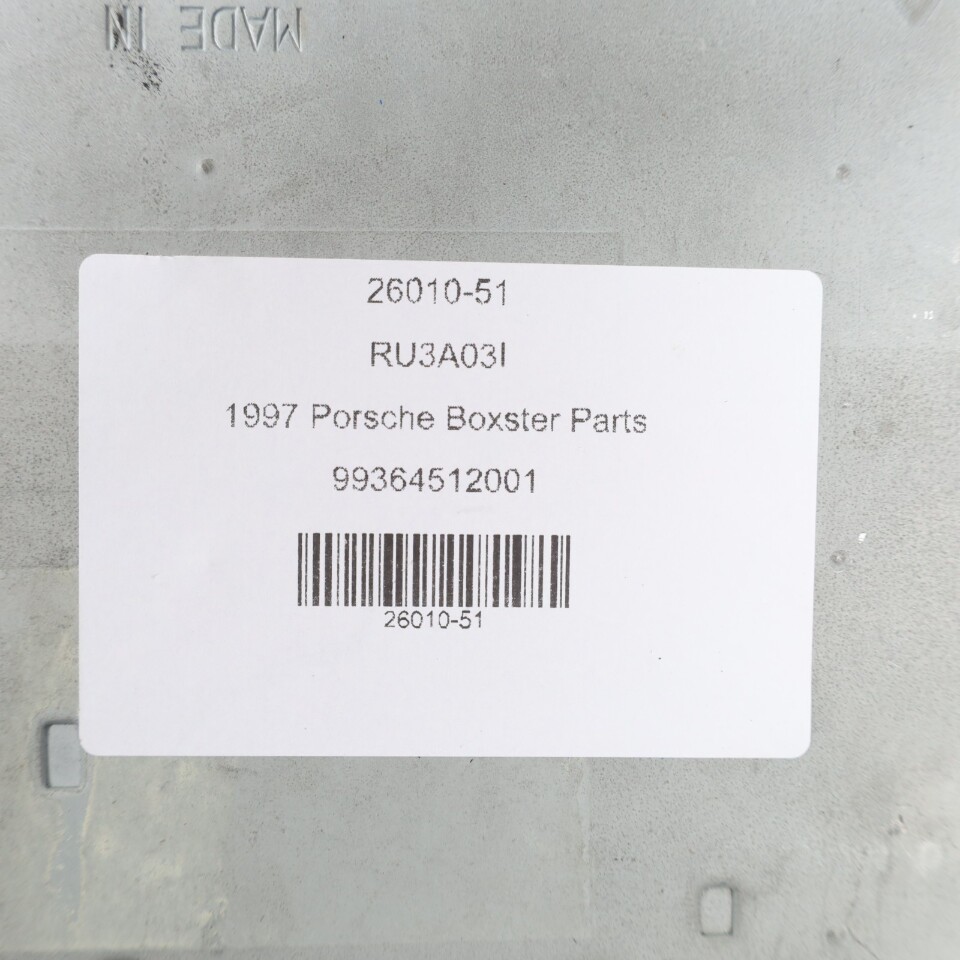 MADE IN
26010-51
RU3A03I
1997 Porsche Boxster Parts
99364512001
26010-51